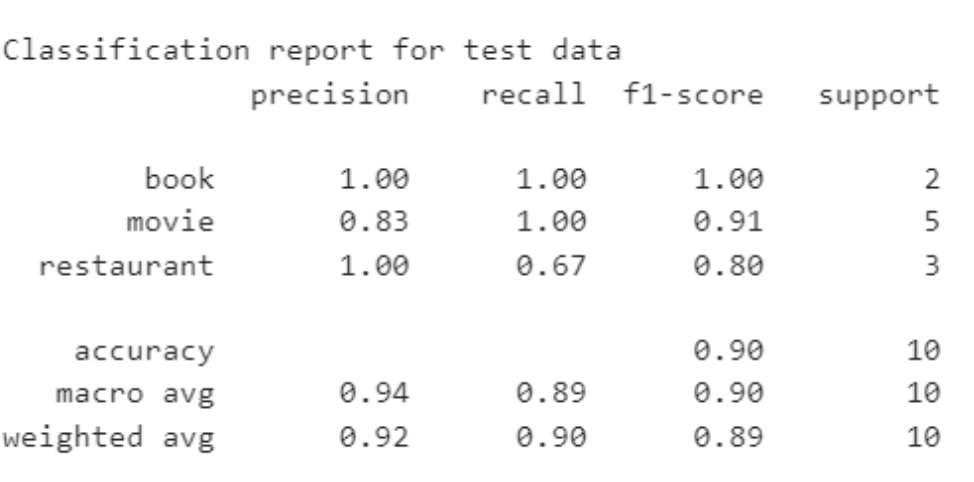 Classification report for test data
precision recall f1-score support
book 1.00 1.00 1.00 2
movie 0.83 1.00 0.91 5
restaurant 1.00 0.67 0.80 3
accuracy 0.90 10
macro avg 0.94 0.89 0.90 10
weighted avg 0.92 0.90 0.89 10